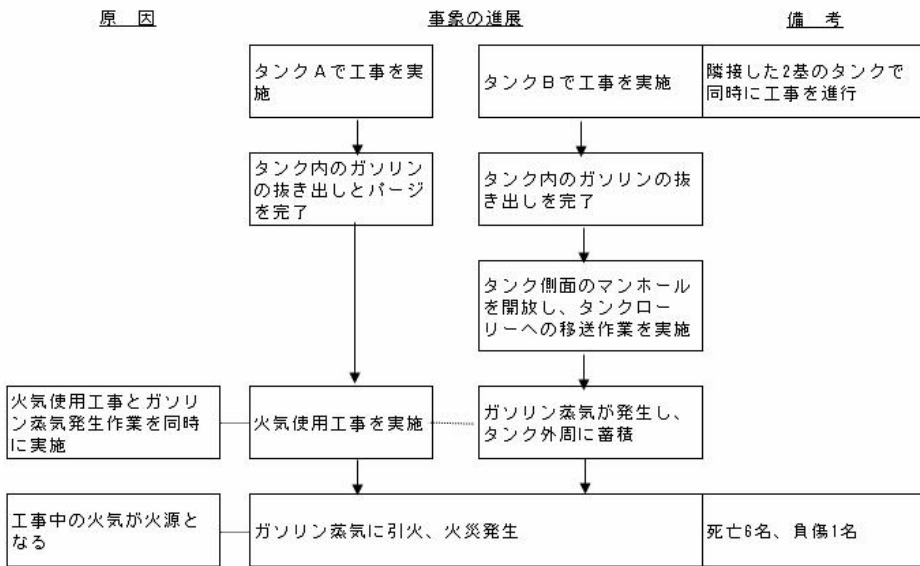 原　因
事象の進展
備　考
タンクAで工事を実
施
タンクBで工事を実施
隣接した2基のタンクで
同時に工事を進行
タンク内のガソリン
の抜き出しとパージ
を完了
タンク内のガソリンの抜
き出しを完了
タンク側面のマンホール
を開放し、タンクロー
リーへの移送作業を実施
火気使用工事とガソリ
ン蒸気発生作業を同時
に実施
火気使用工事を実施
ガソリン蒸気が発生し、
タンク外周に蓄積
工事中の火気が火源と
なる
ガソリン蒸気に引火、火災発生
死亡6名、負傷1名